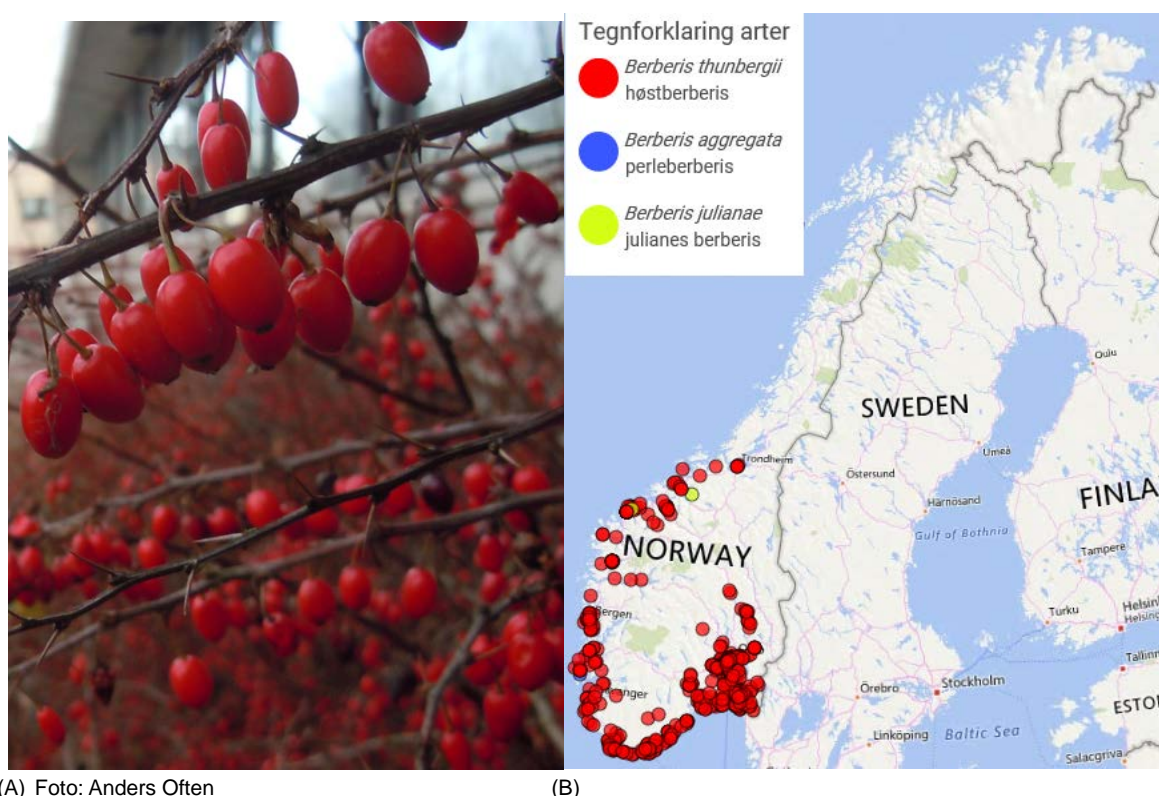 Tegnforklaring arter
Berberis thunbergii
høstberberis
Berberis aggregata
perleberberis
Berberis julianae
julianes berberis
Oulu
SWEDEN
Umeå
Trondheim
Östersund
Härnösand
FINLA
Gulf of Bothnia
NORWAY
Tampere
Bergen
Turku
Helsin
Helsing
Tallinn
anger
Örebro
Stockholm
ESTO
Linköping
Baltic Sea
Salacgrīva
(A) Foto: Anders Often
(B)